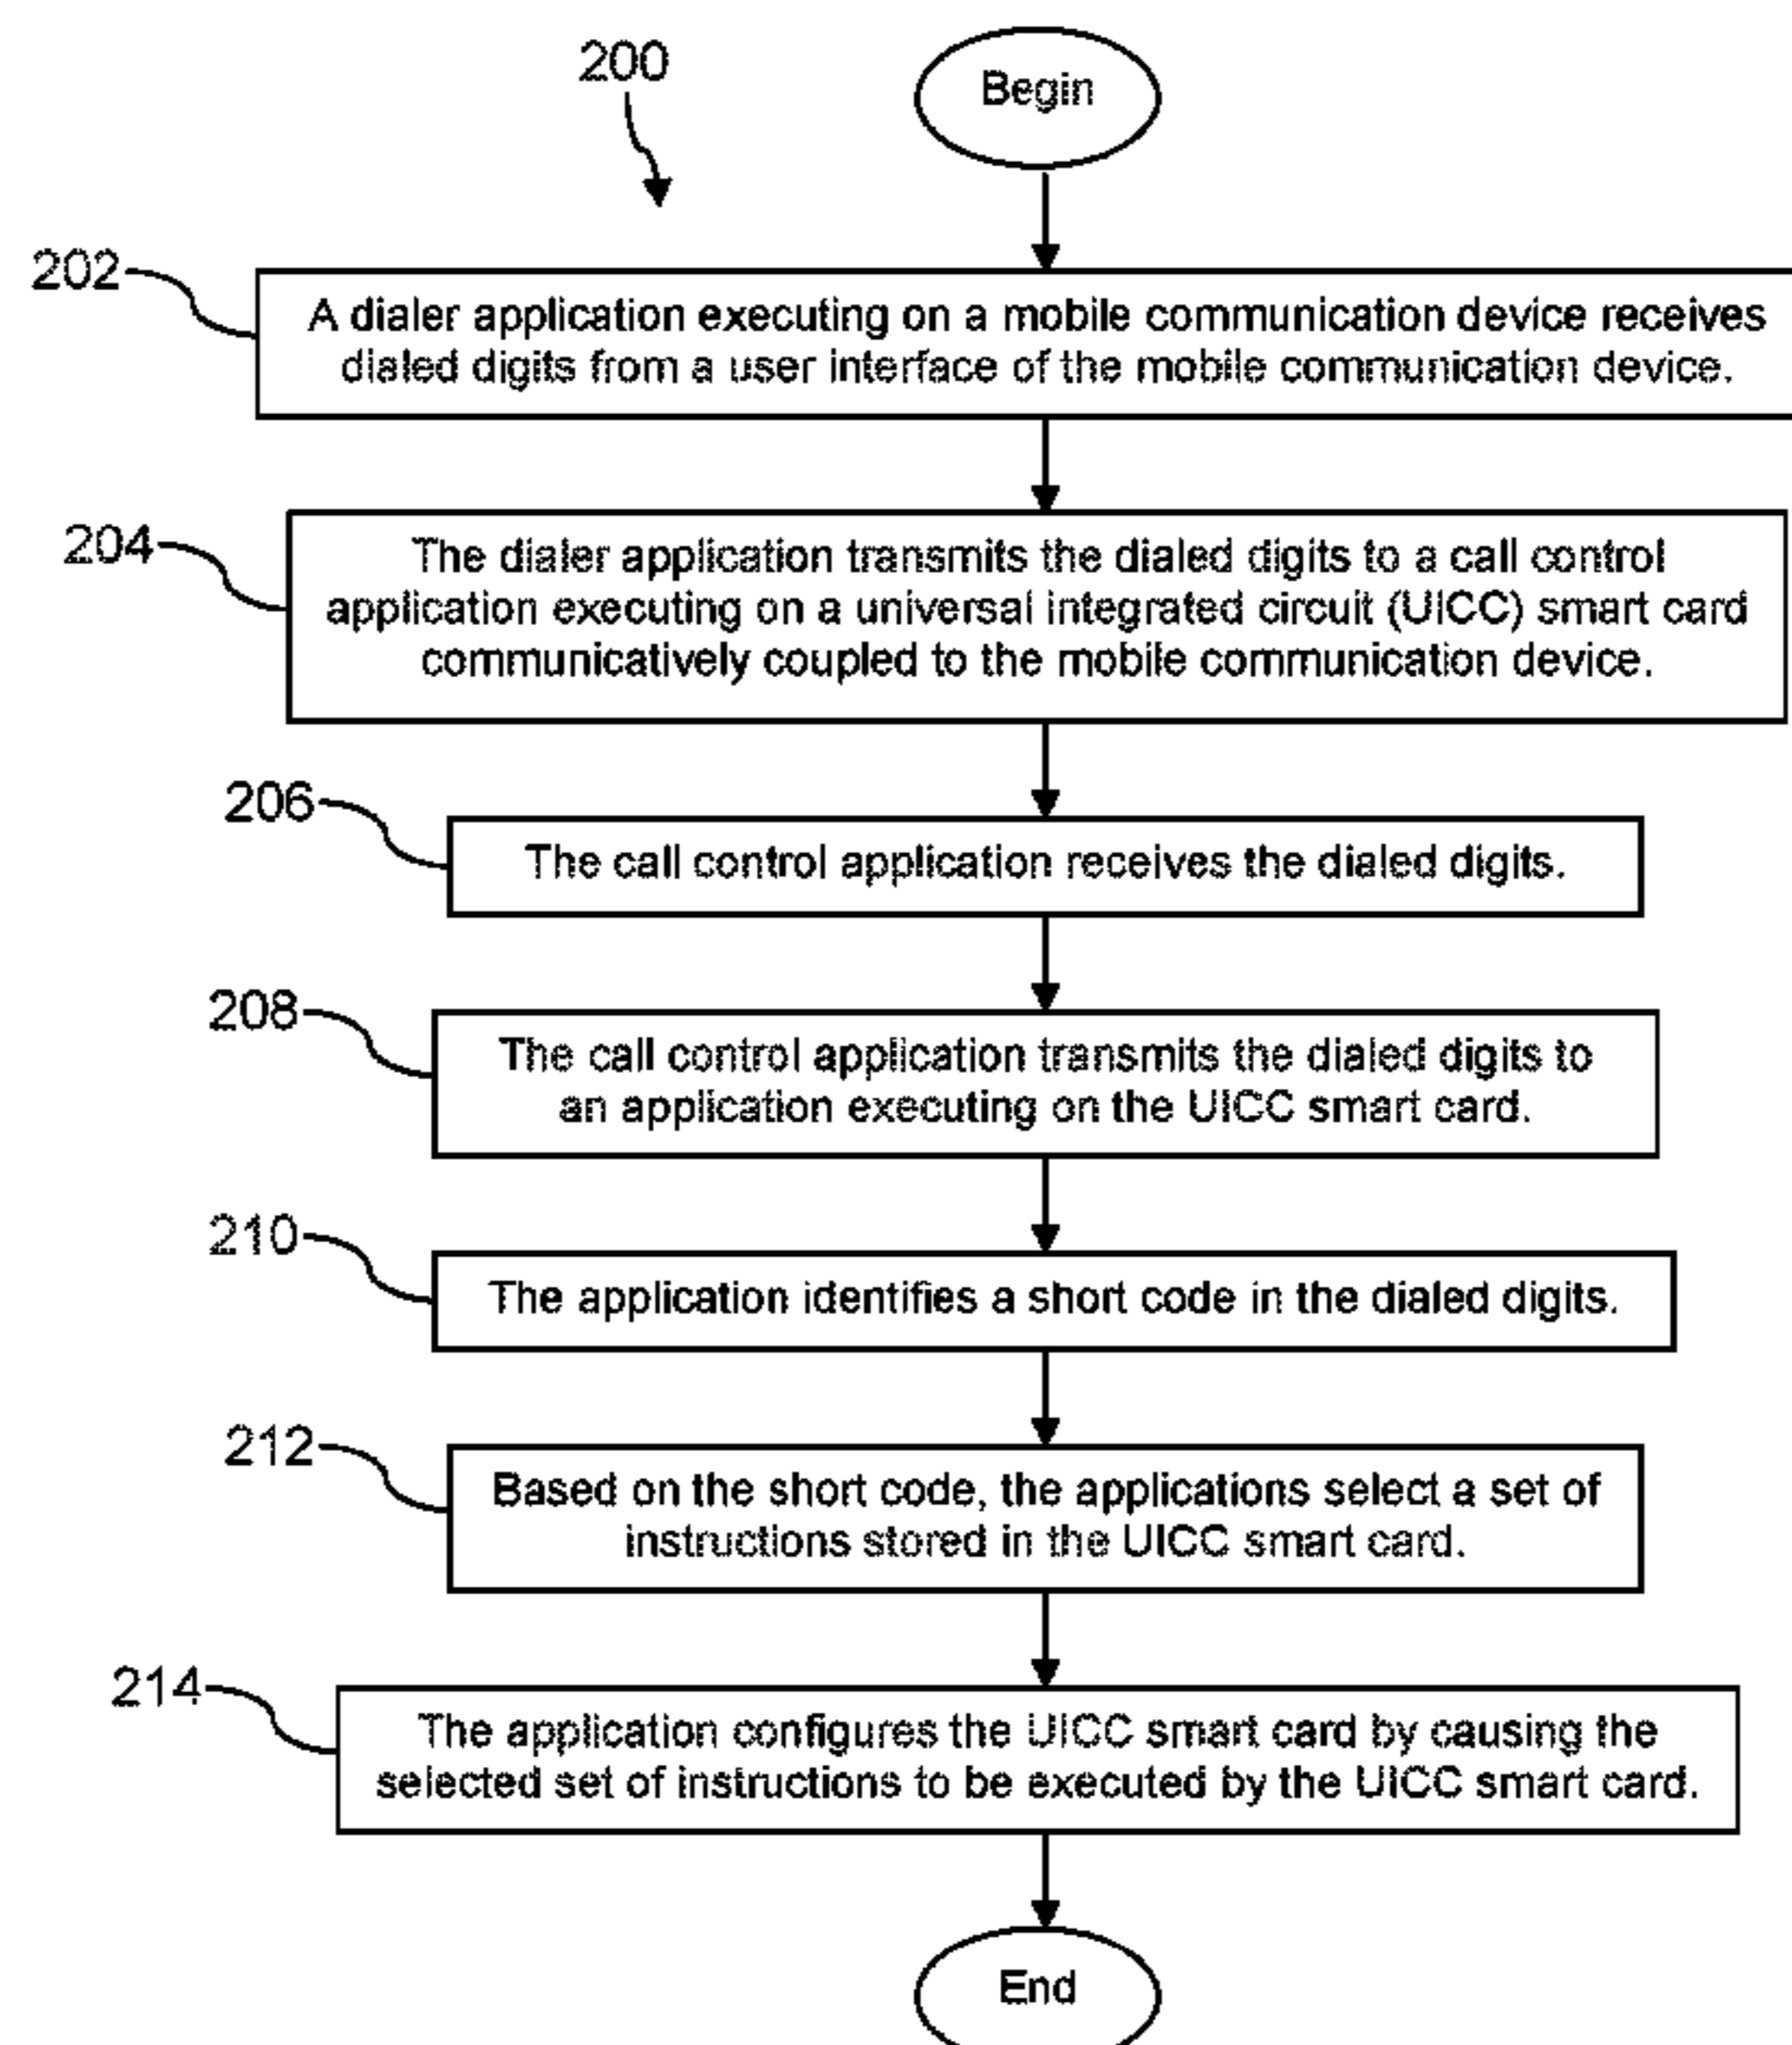 200
Begin
202
A dialer application executing on a mobile communication device receives
dialed digits from a user interface of the mobile communication device.
204
The dialer application transmits the dialed digits to a call control
application executing on a universal integrated circuit (UICC) smart card
communicatively coupled to the mobile communication device.
206
The call control application receives the dialed digits.
208
The call control application transmits the dialed digits to
an application executing on the UICC smart card.
210
The application identifies a short code in the dialed digits.
212
Based on the short code, the applications select a set of
instructions stored in the UICC smart card.
214
The application configures the UICC smart card by causing the
selected set of instructions to be executed by the UICC smart card.
End